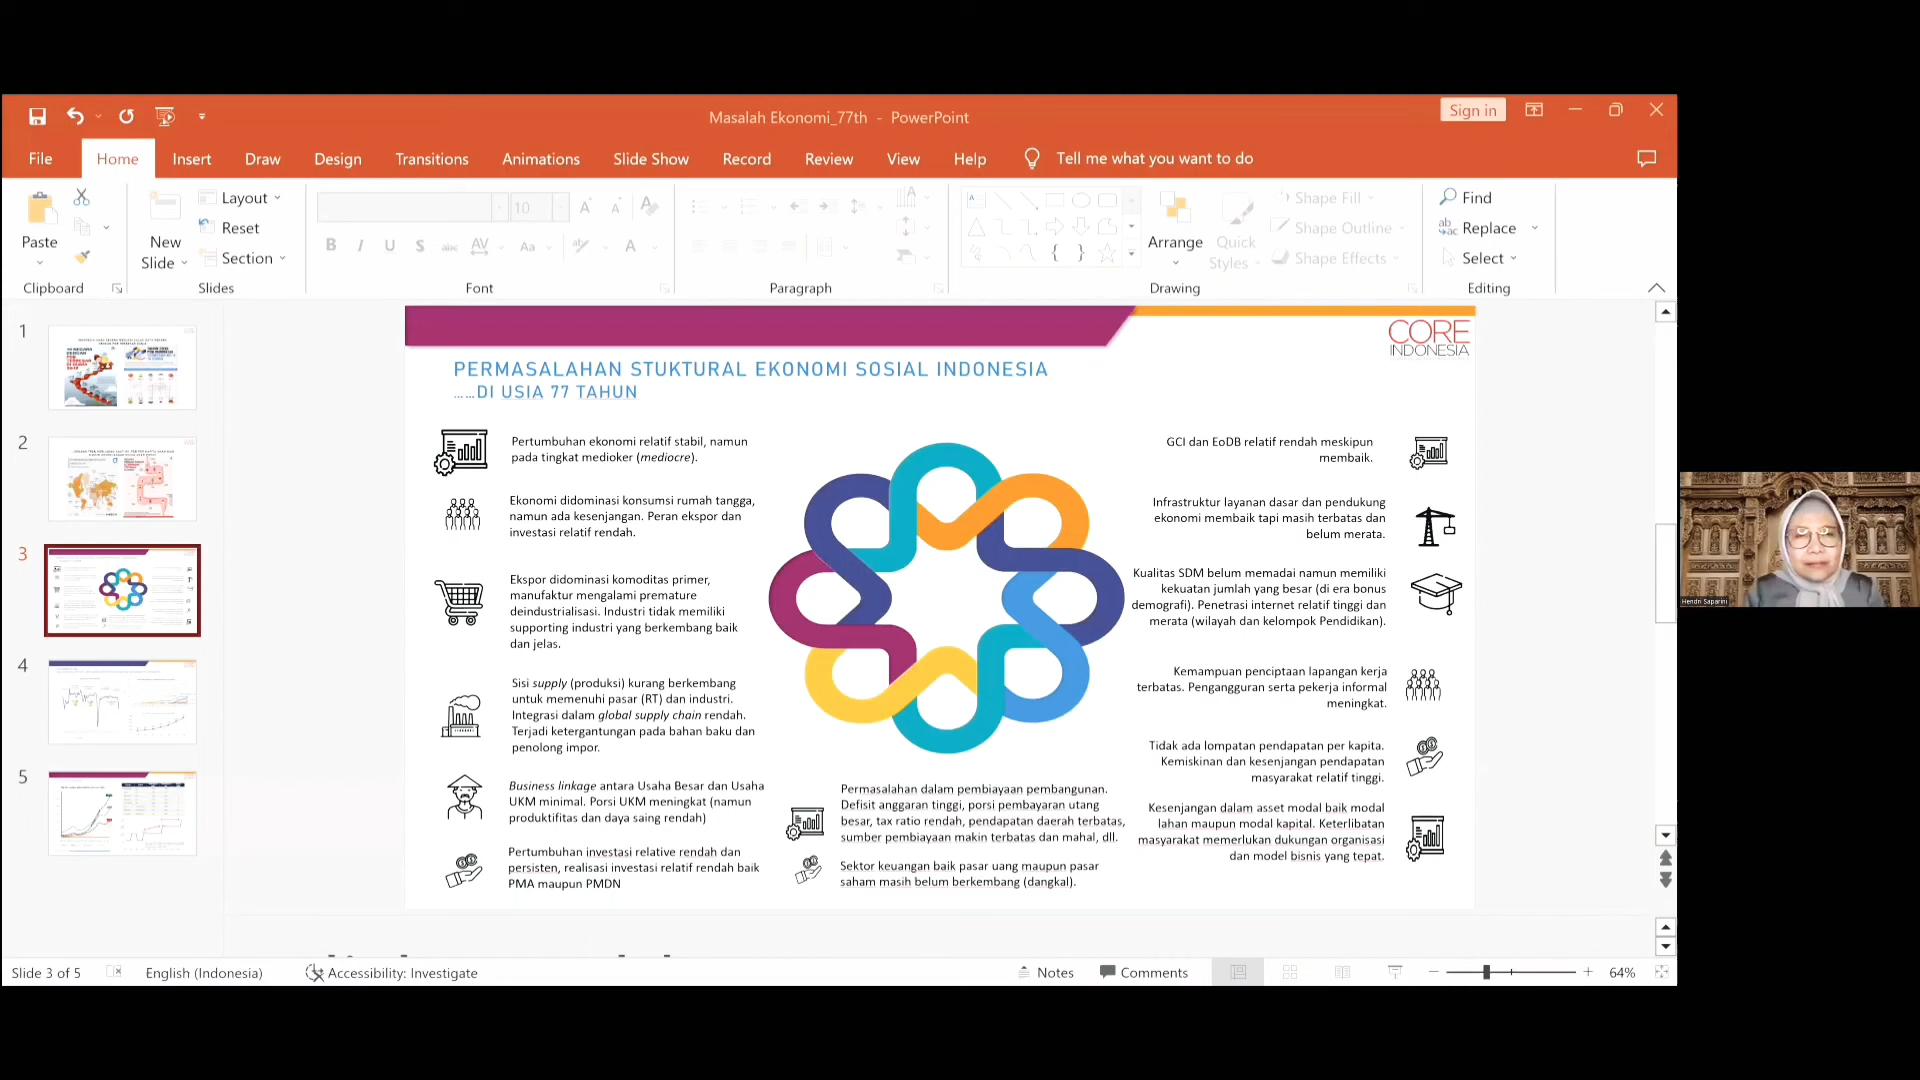 Masalah Ekonomi_77th - PowerPoint
Sign in
File
Home
Insert
Draw
Design
Transitions
Animations
Slide Show
Record
Review
View
Help
Tell me what you want to do
Paste
Clipboard
New
Slide
Layout
Reset
Section
Slides
10
Font
Paragraph
Arrange
Quick
Styles
Shape Fill
Shape Outline
Shape Effects
Drawing
Find
Replace
Select
Editing
1
2
3
4
5
CORE
INDONESIA
PERMASALAHAN STUKTURAL EKONOMI SOSIAL INDONESIA
......DI USIA 77 TAHUN
Pertumbuhan ekonomi relatif stabil, namun
pada tingkat medioker (mediocre).
Ekonomi didominasi konsumsi rumah tangga,
namun ada kesenjangan. Peran ekspor dan
investasi relatif rendah.
Ekspor didominasi komoditas primer,
manufaktur mengalami premature
deindustrialisasi. Industri tidak memiliki
supporting industri yang berkembang baik
dan jelas.
Sisi supply (produksi) kurang berkembang
untuk memenuhi pasar (RT) dan industri.
Integrasi dalam global supply chain rendah.
Terjadi ketergantungan pada bahan baku dan
penolong impor.
Business linkage antara Usaha Besar dan Usaha
UKM minimal. Porsi UKM meningkat (namun
produktifitas dan daya saing rendah)
Pertumbuhan investasi relative rendah dan
persisten, realisasi investasi relatif rendah baik
PMA maupun PMDN
Permasalahan dalam pembiayaan pembangunan.
Defisit anggaran tinggi, porsi pembayaran utang
besar, tax ratio rendah, pendapatan daerah terbatas,
sumber pembiayaan makin terbatas dan mahal, dll.
Sektor keuangan baik pasar uang maupun pasar
saham masih belum berkembang (dangkal).
GCI dan EoDB relatif rendah meskipun
membaik.
Infrastruktur layanan dasar dan pendukung
ekonomi membaik tapi masih terbatas dan
belum merata.
Kualitas SDM belum memadai namun memiliki
kekuatan jumlah yang besar (di era bonus
demografi). Penetrasi internet relatif tinggi dan
merata (wilayah dan kelompok Pendidikan).
Kemampuan penciptaan lapangan kerja
terbatas. Pengangguran serta pekerja informal
meningkat.
Tidak ada lompatan pendapatan per kapita.
Kemiskinan dan kesenjangan pendapatan
masyarakat relatif tinggi.
Kesenjangan dalam asset modal baik modal
lahan maupun modal kapital. Keterlibatan
masyarakat memerlukan dukungan organisasi
dan model bisnis yang tepat.
Hendri Saparini
Slide 3 of 5
English (Indonesia)
Accessibility: Investigate
Notes
Comments
64%